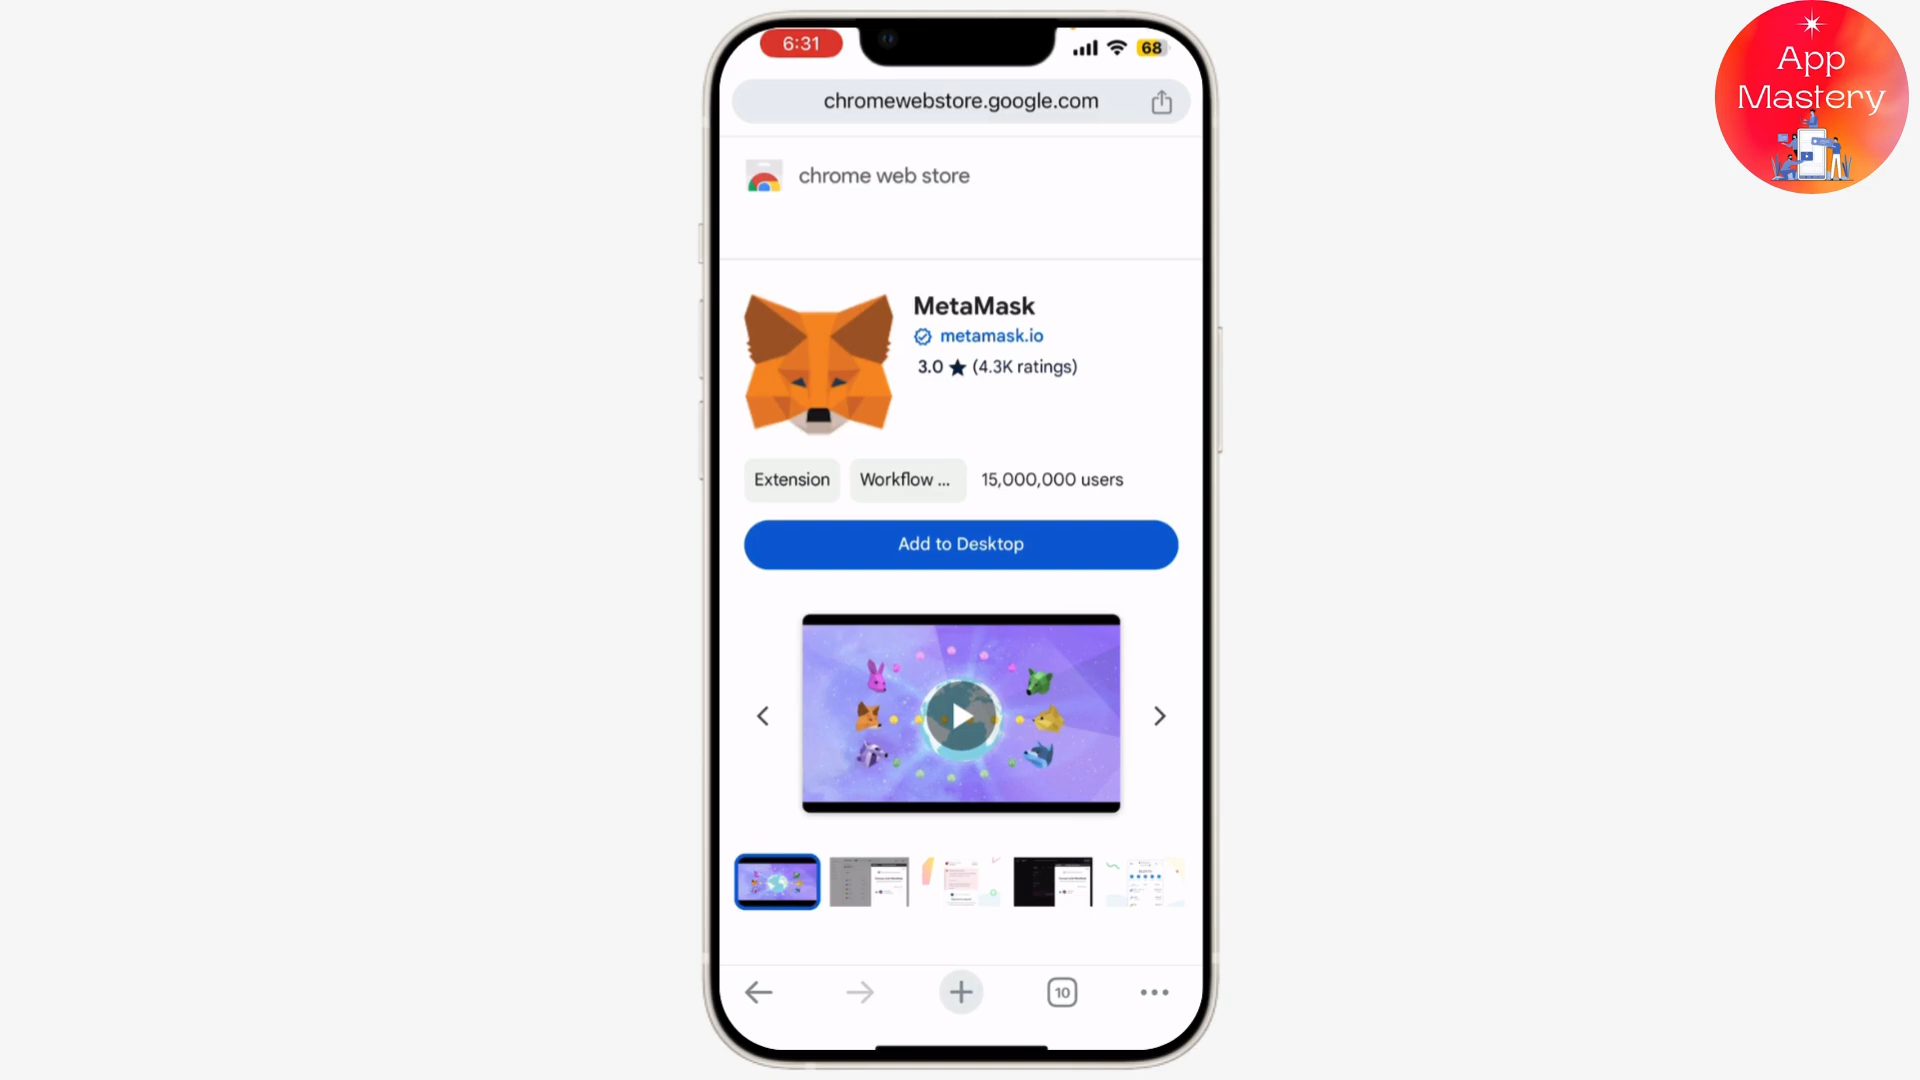 6:31
68
chromewebstore.google.com
chrome web store
MetaMask
metamask.io
3.0 ★ (4.3K ratings)
Extension
Workflow ...
15,000,000 users
Add to Desktop
10
App
Mastery